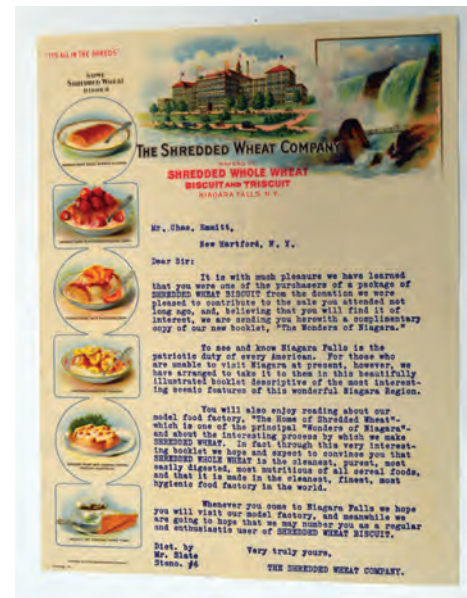 "IT'S ALL IN THE SHREDS"
SOME
SHREDDED WHEAT
DISHES
THE SHREDDED WHEAT COMPANY
MAKERS OF
SHREDDED WHOLE WHEAT
BISCUIT AND TRISCUIT
NIAGARA FALLS, N.Y.
Mr. Chas. Emmitt,
New Hartford, N. Y.
Dear Sir:
It is with much pleasure we have learned
that you were one of the purchasers of a package of
SHREDDED WHEAT BISCUIT from the donation we were
pleased to contribute to the sale you attended not
long ago, and, believing that you will find it of
interest, we are sending you herewith a complimentary
copy of our new booklet, "The Wonders of Niagara."
To see and know Niagara Falls is the
patriotic duty of every American. For those who
are unable to visit Niagara at present, however, we
have arranged to take it to them in this beautifully
illustrated booklet descriptive of the most interest-
ing scenic features of this wonderful Niagara Region.
You will also enjoy reading about our
model food factory, "The Home of Shredded Wheat"-
which is one of the principal "Wonders of Niagara"-
and about the interesting process by which we make
SHREDDED WHEAT. In fact through this very interest-
ing booklet we hope and expect to convince you that
SHREDDED WHOLE WHEAT is the cleanest, purest, most
easily digested, most nutritious of all cereal foods,
and that it is made in the cleanest, finest, most
hygienic food factory in the world.
Whenever you come to Niagara Falls we hope
you will visit our model factory, and meanwhile we
are going to hope that we may number you as a regular
and enthusiastic user of SHREDDED WHEAT BISCUIT.
Dict. by
Mr. Slate
Steno. #6
Very truly yours,
THE SHREDDED WHEAT COMPANY.